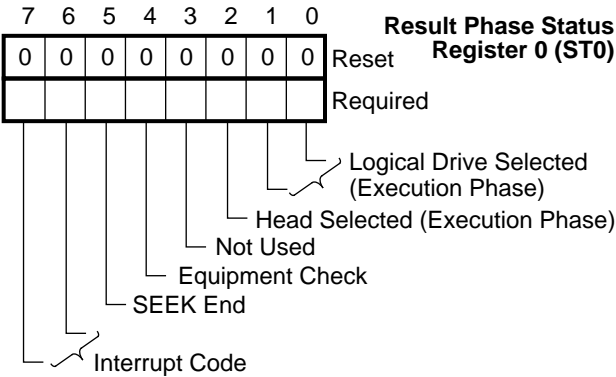 7 6 5 4 3 2 1 0
Result Phase Status
Register 0 (ST0)
0 0 0 0 0 0 0 0 Reset
Required
Logical Drive Selected
(Execution Phase)
Head Selected (Execution Phase)
Not Used
Equipment Check
SEEK End
Interrupt Code